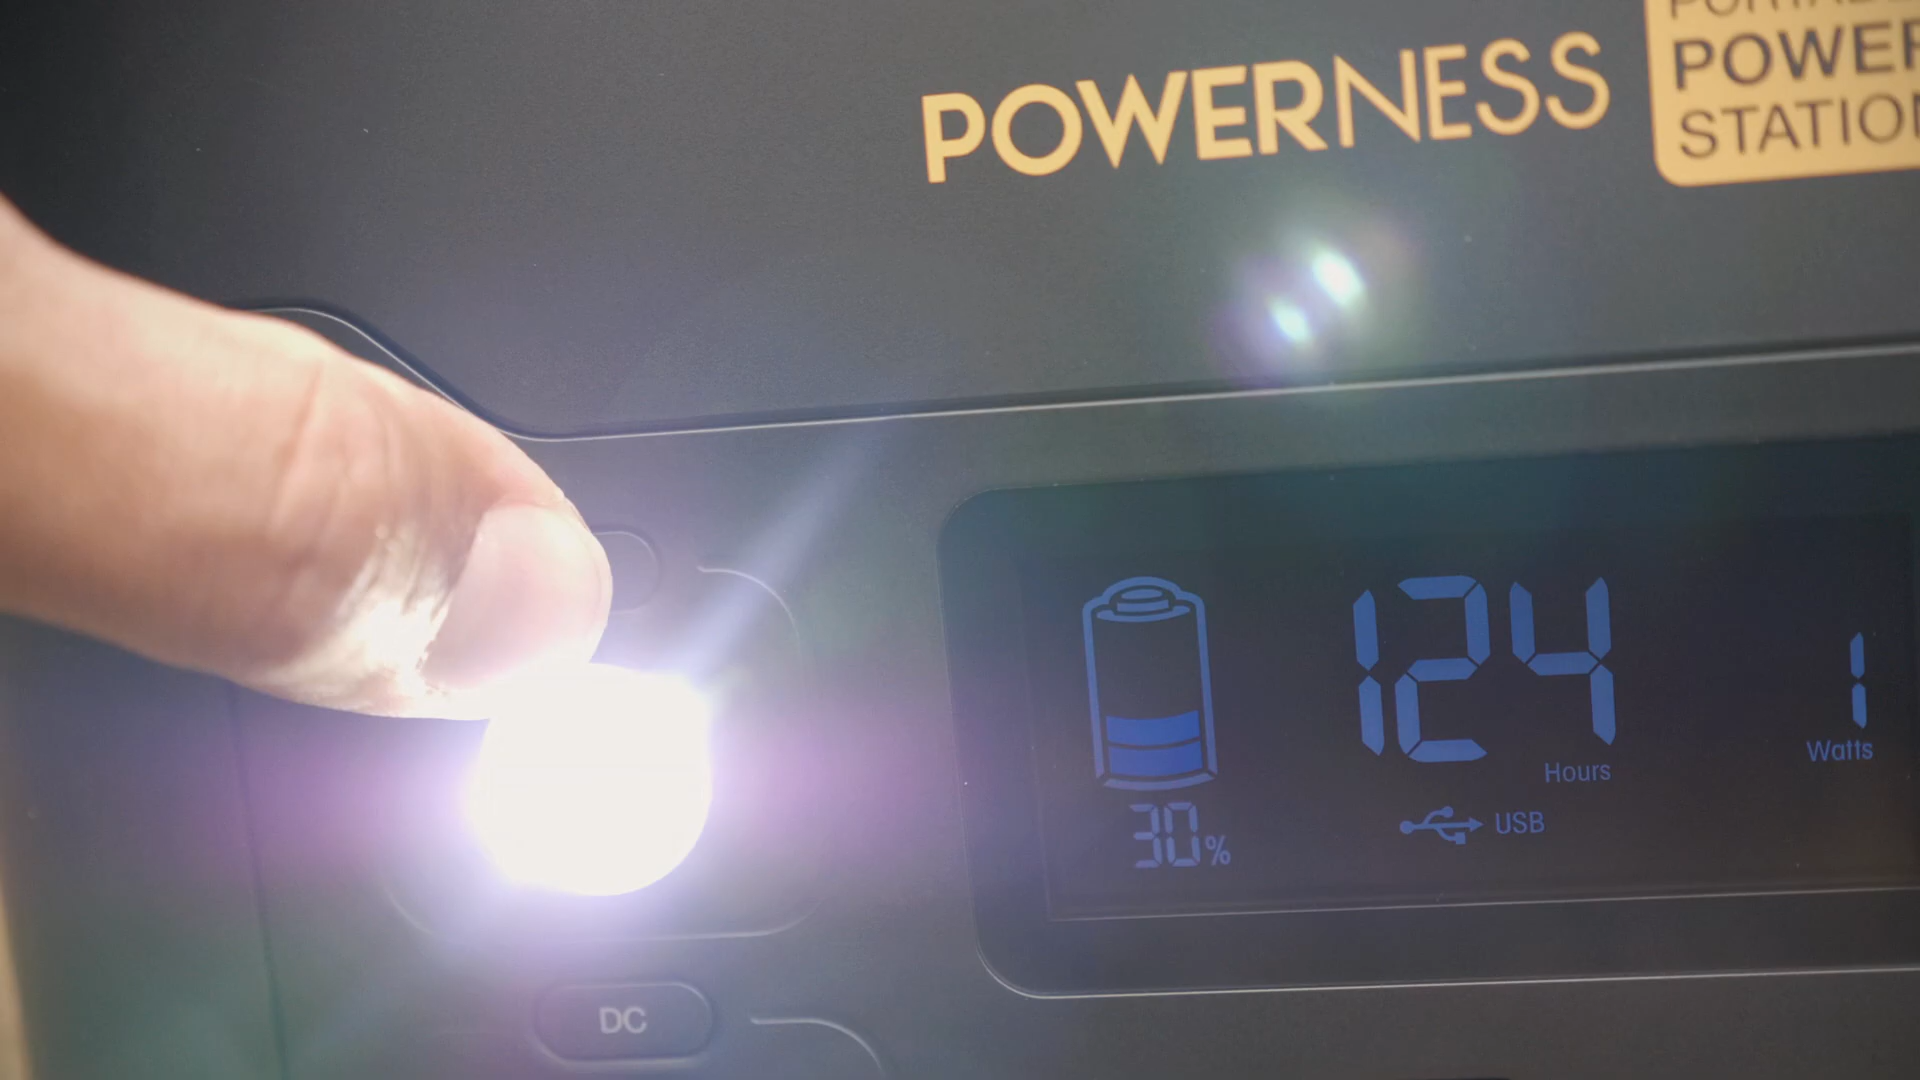 POWERNESS
POWER
STATION
124
Hours
1
Watts
30%
USB
DC